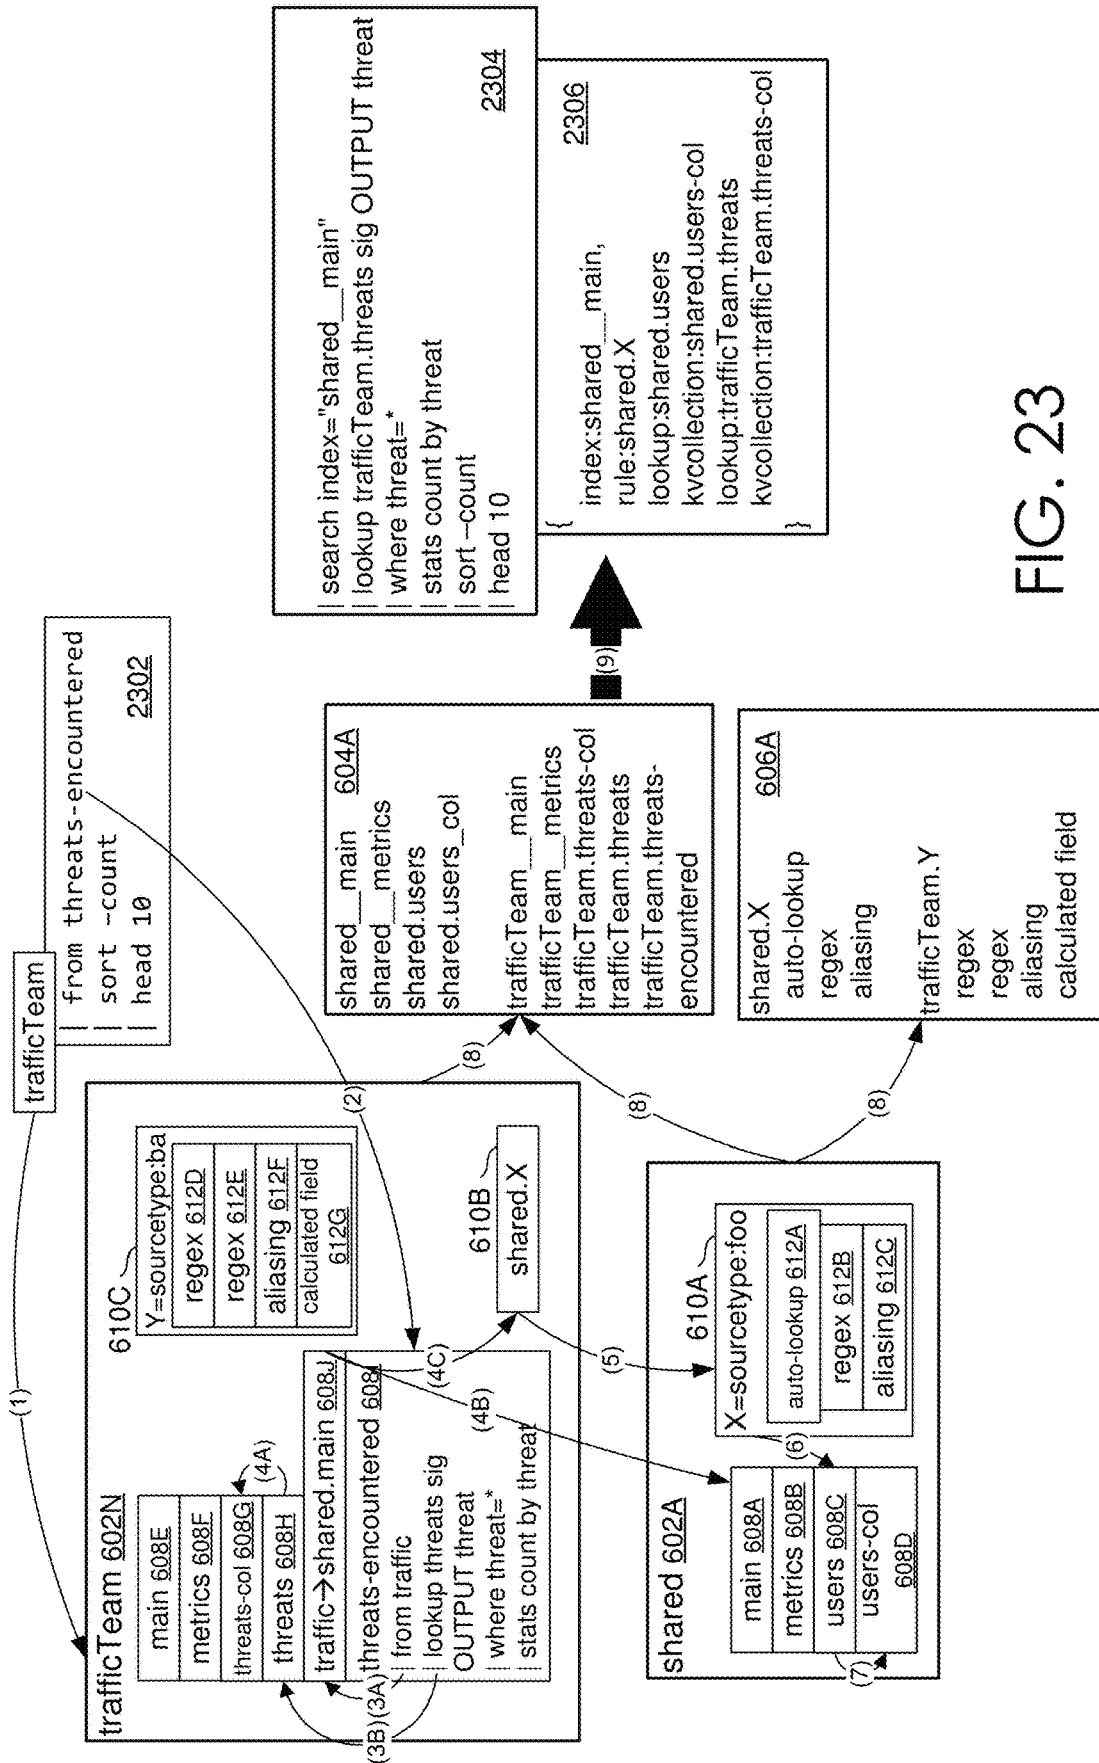 trafficTeam
| from threats-encountered
| sort –count
| head 10
2302
(1)
(2)
trafficTeam 602N
main 608E
metrics 608F
threats-col 608G
threats 608H
(4A)
traffic→shared.main 608J
threats-encountered 608I
| from traffic
| lookup threats sig
OUTPUT threat
| where threat=*
| stats count by threat
(3A)
(3B)
610C
Y=sourcetype:ba
regex 612D
regex 612E
aliasing 612F
calculated field
612G
610B
shared.X
(4C)
(4B)
(5)
shared 602A
main 608A
metrics 608B
users 608C
users-col
608D
(7)
(6)
610A
X=sourcetype:foo
auto-lookup 612A
regex 612B
aliasing 612C
(8)
(8)
(8)
shared__main 604A
shared__metrics
shared.users
shared.users_col
trafficTeam__main
trafficTeam__metrics
trafficTeam.threats-col
trafficTeam.threats
trafficTeam.threats-
encountered
shared.X 606A
auto-lookup
regex
aliasing
trafficTeam.Y
regex
regex
aliasing
calculated field
(9)
| search index="shared__main"
| lookup trafficTeam.threats sig OUTPUT threat
| where threat=*
| stats count by threat
| sort –count
| head 10
2304
{
2306
index:shared__main,
rule:shared.X
lookup:shared.users
kvcollection:shared.users-col
lookup:trafficTeam.threats
kvcollection:trafficTeam.threats-col
}
FIG. 23